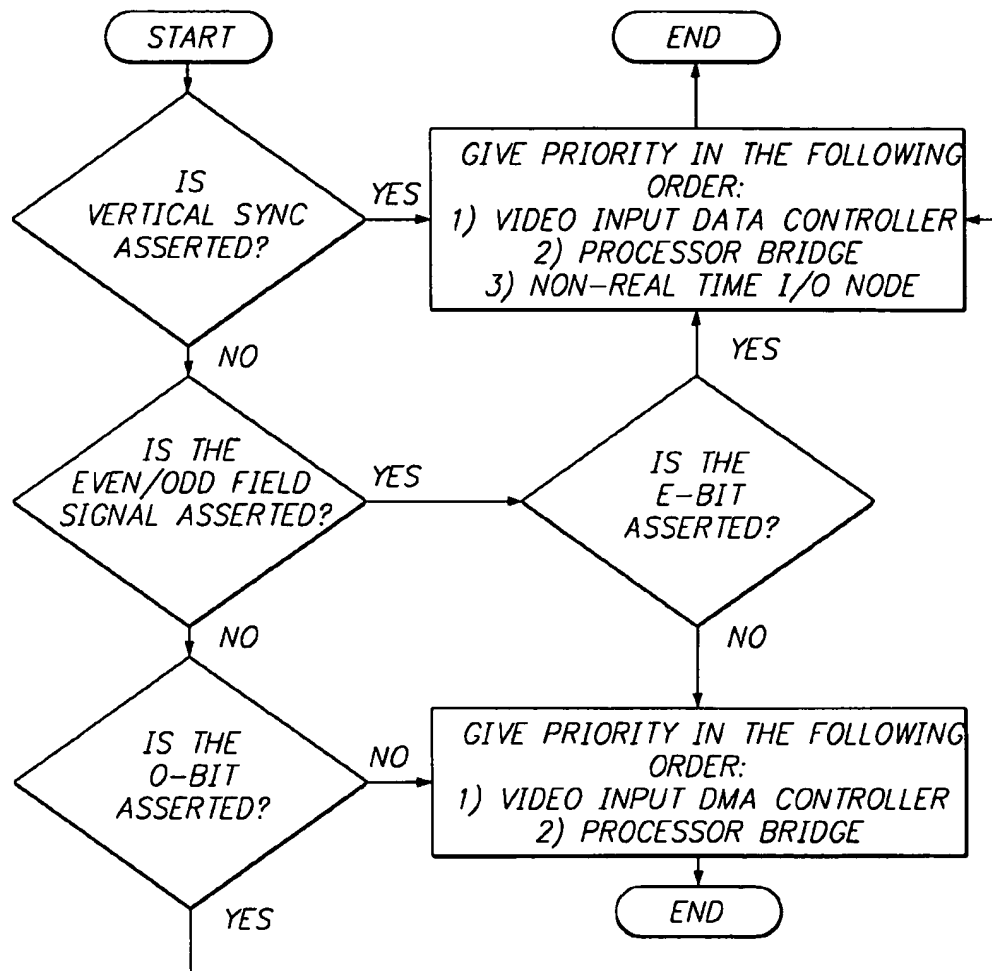 START
IS
VERTICAL SYNC
ASSERTED?
YES
NO
END
GIVE PRIORITY IN THE FOLLOWING
ORDER:
1) VIDEO INPUT DATA CONTROLLER
2) PROCESSOR BRIDGE
3) NON-REAL TIME I/O NODE
IS THE
EVEN/ODD FIELD
SIGNAL ASSERTED?
YES
NO
IS THE
E-BIT
ASSERTED?
YES
NO
IS THE
O-BIT
ASSERTED?
NO
YES
GIVE PRIORITY IN THE FOLLOWING
ORDER:
1) VIDEO INPUT DMA CONTROLLER
2) PROCESSOR BRIDGE
END